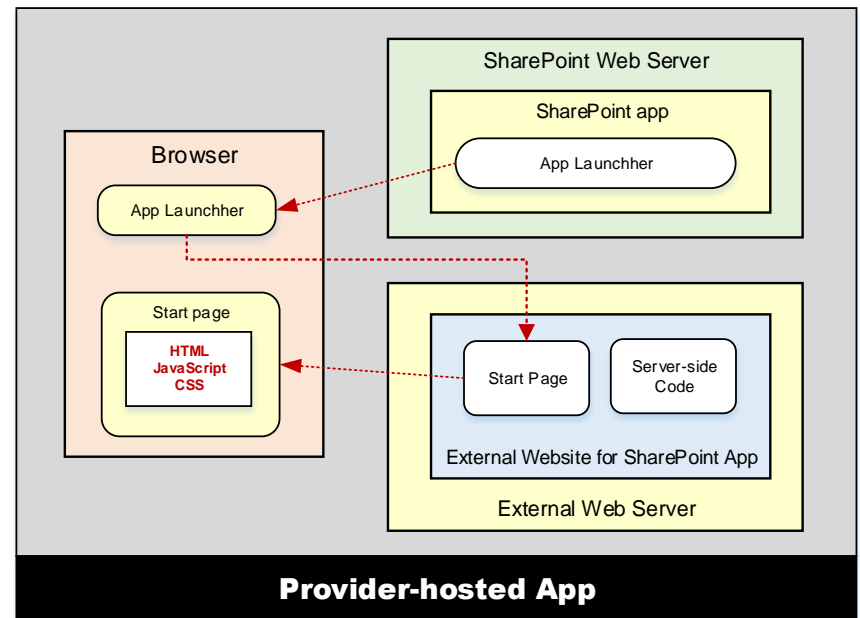 SharePoint Web Server
SharePoint app
App Launchher
Browser
App Launchher
Start page
HTML
JavaScript
CSS
Start Page
Server-side
Code
External Website for SharePoint App
External Web Server
Provider-hosted App